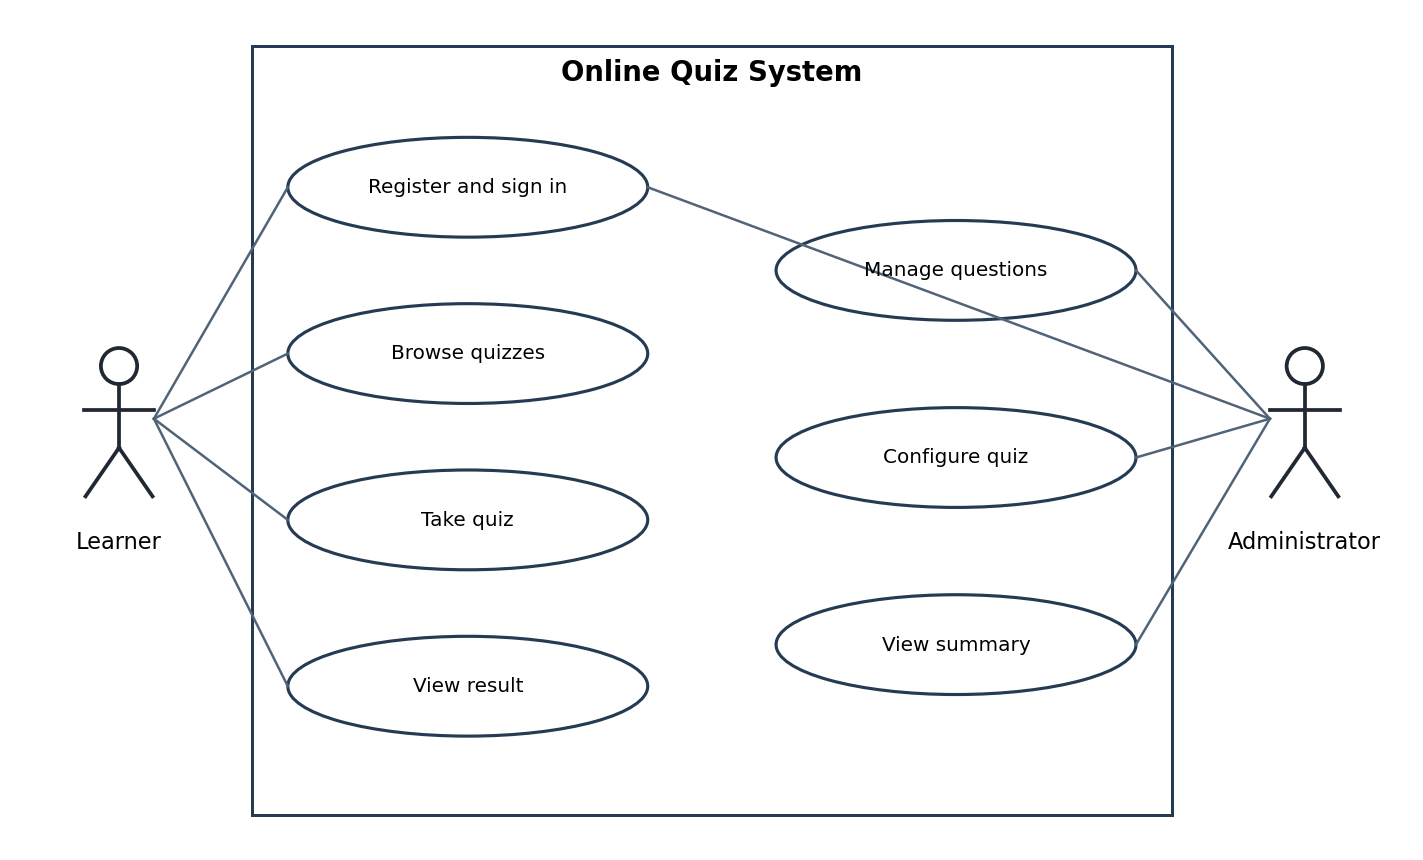 Online Quiz System
Register and sign in
Manage questions
Browse quizzes
Configure quiz
Take quiz
Learner
Administrator
View summary
View result